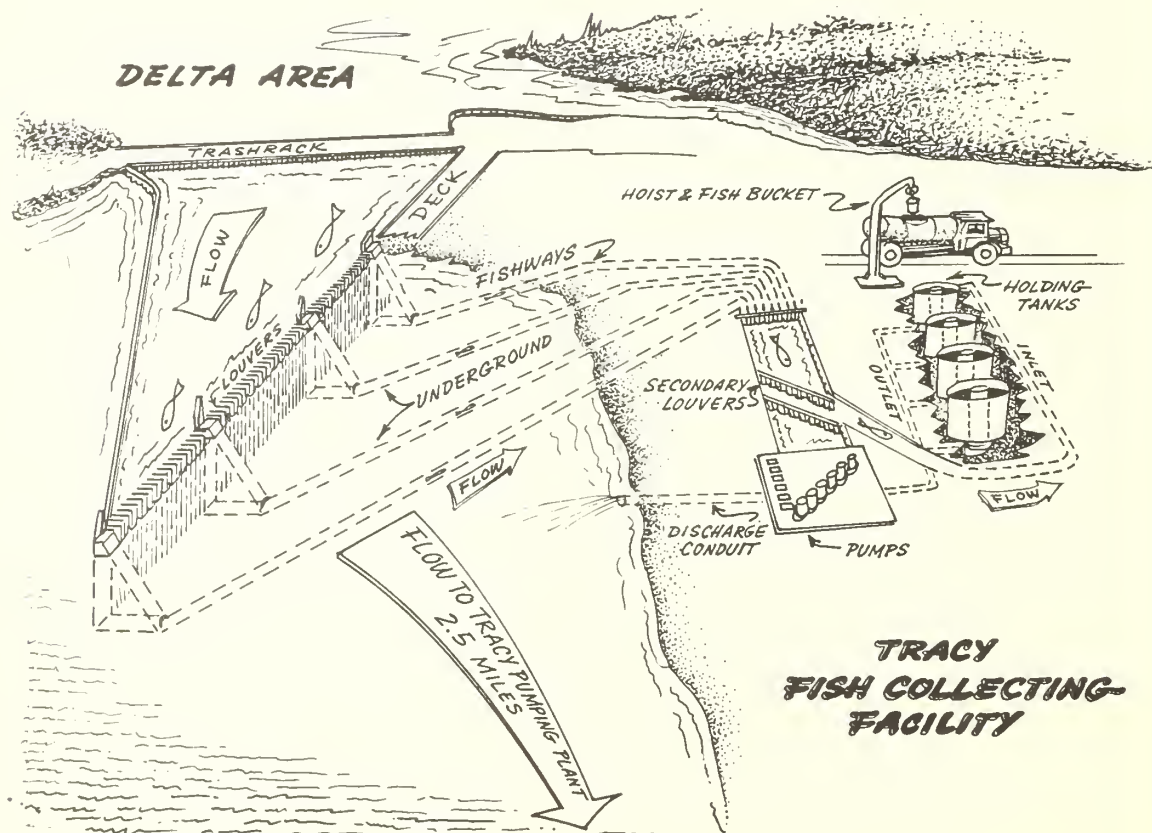 DELTA AREA
TRASHRACK
DECK
HOIST & FISH BUCKET
FLOW
FISHWAYS
HOLDING
TANKS
LOUVERS
UNDERGROUND
SECONDARY
LOUVERS
OUTLET
INLET
FLOW
FLOW
DISCHARGE
CONDUIT
PUMPS
FLOW TO TRACY PUMPING PLANT
2.5 MILES
TRACY
FISH COLLECTING
FACILITY